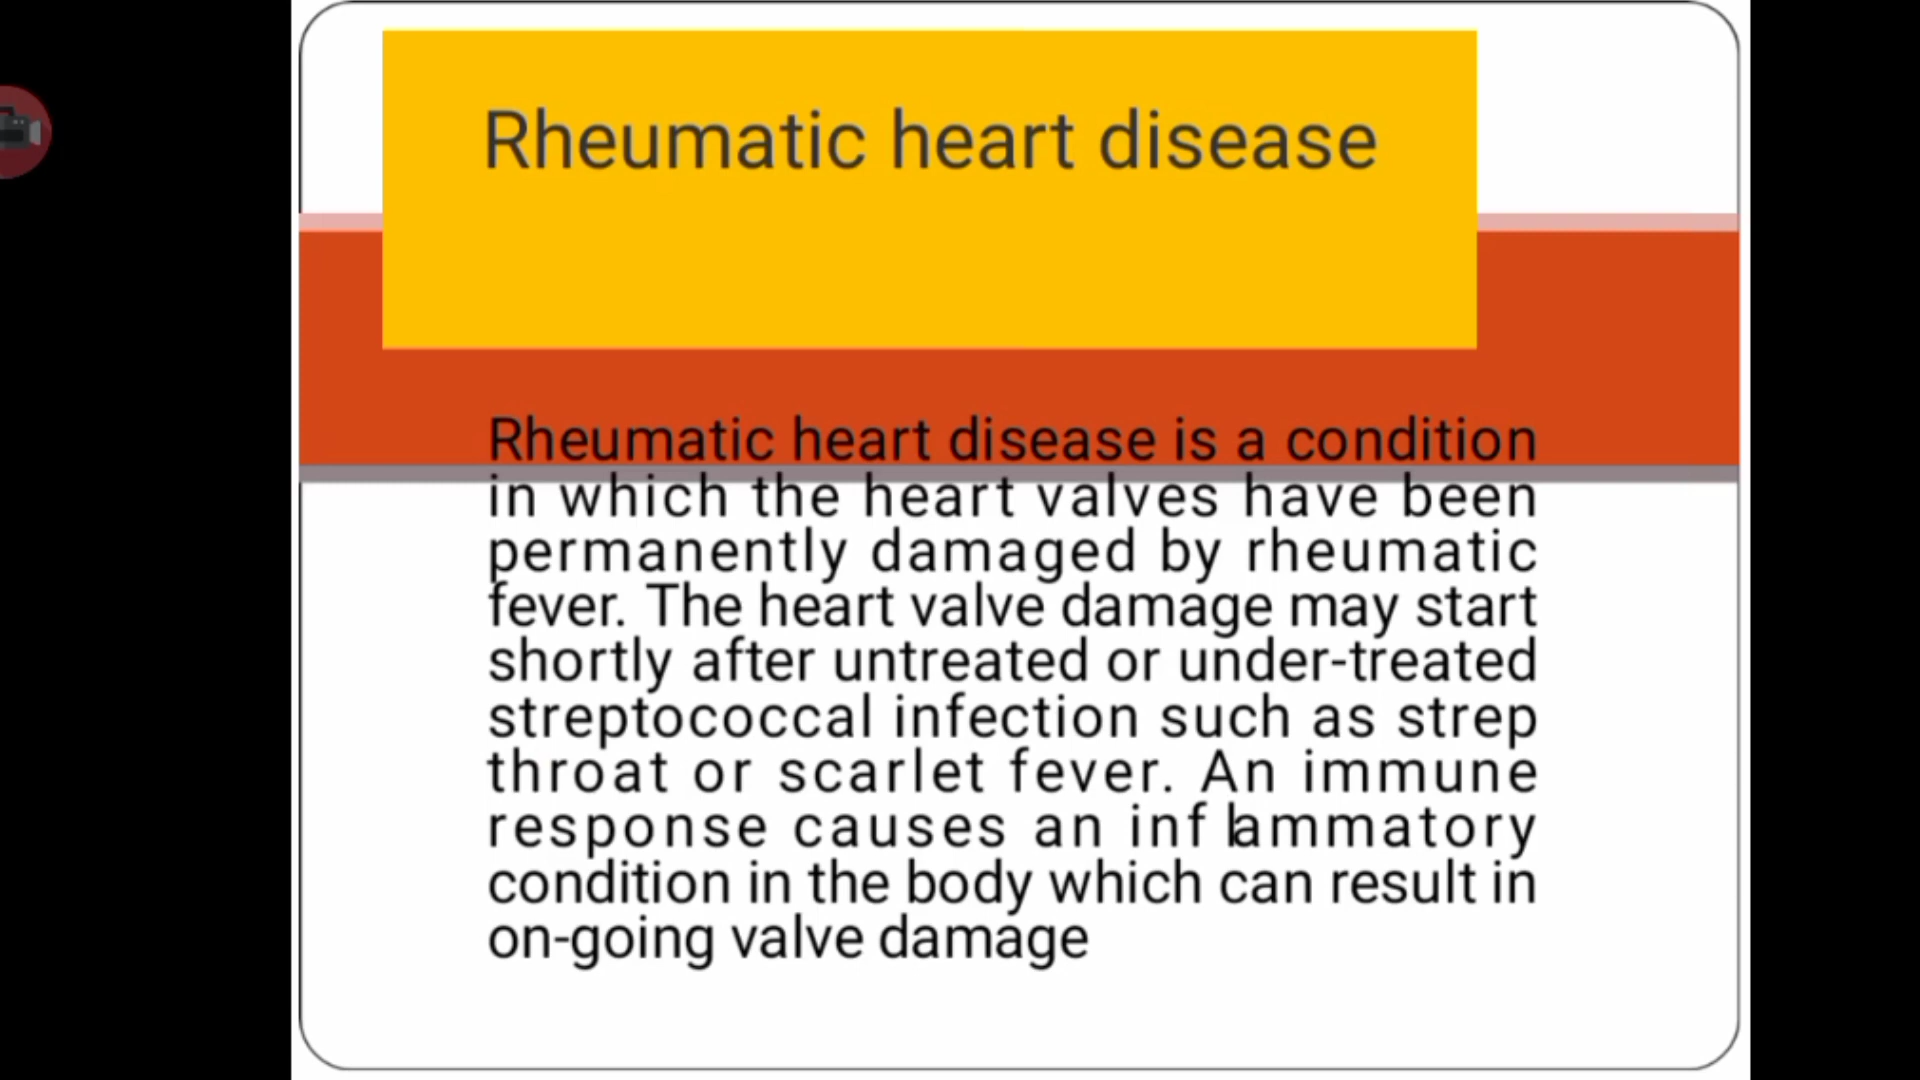 Rheumatic heart disease
Rheumatic heart disease is a condition
in which the heart valves have been
permanently damaged by rheumatic
fever. The heart valve damage may start
shortly after untreated or under-treated
streptococcal infection such as strep
throat or scarlet fever. An immune
response causes an inflammatory
condition in the body which can result in
on-going valve damage